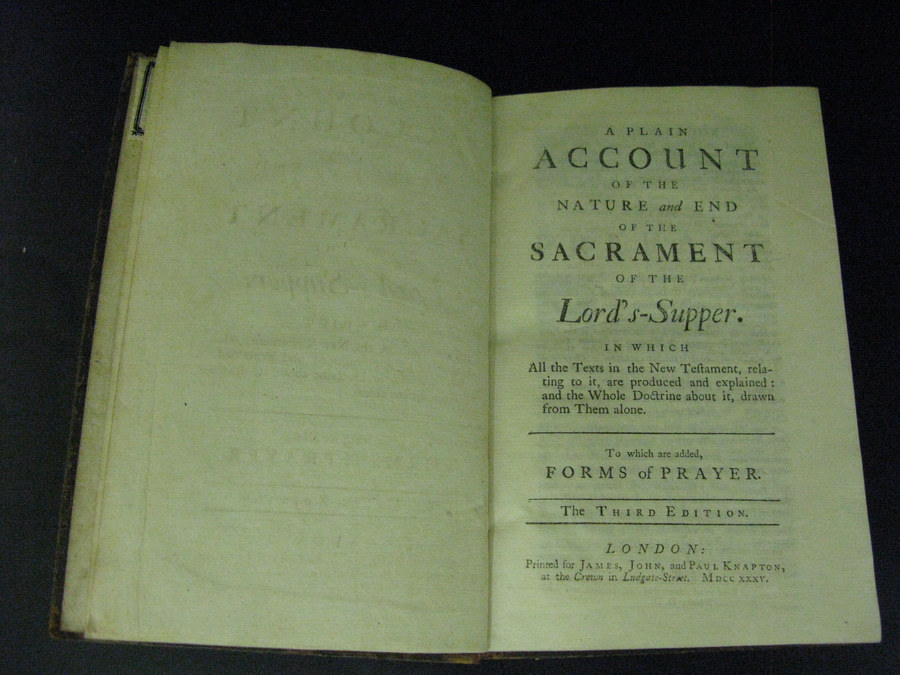 A PLAIN
ACCOUNT
OF THE
NATURE and END
OF THE
SACRAMENT
OF THE
Lord's-Supper.
IN WHICH
All the Texts in the New Teſtament, rela-
ting to it, are produced and explained:
and the Whole Doctrine about it, drawn
from Them alone.
To which are added,
FORMS of PRAYER.
The THIRD EDITION.
LONDON:
Printed for JAMES, JOHN, and PAUL KNAPTON,
at the Crown in Ludgate-Street. MDCCXXXV.